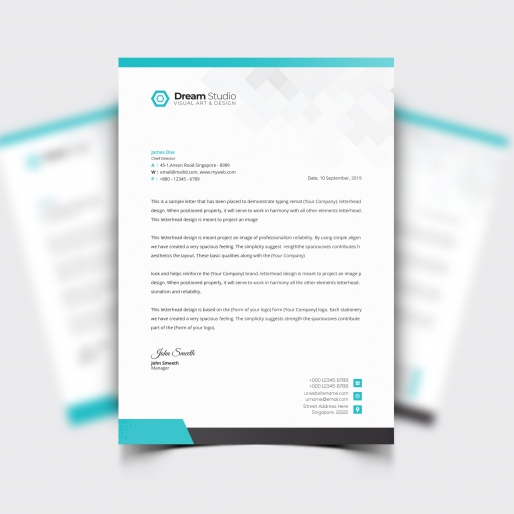 Dream Studio
VISUAL ART & DESIGN
James Doe
Chief Director
A : 45-1,Anson Road Singapore - 8989
W : email@mailid.com, www.myweb.com
P : +880 - 12345 - 6789
Date, 10 September, 2019
This is a sample letter that has been placed to demonstrate typing remat (Your Company), letterhead
design. When positioned properly, it will serve to work in harmony with all other elements letterhead
This letterhead design is meant to project an image
This letterhead design is meant project an image of professionalism reliability. By using simple aligen
we have created a very spacious feeling. The simplicity suggest rengthhe spaciousnes contributes h
aesthetics the layout. These basic qualities along with the (Your Company).
look and helps reinforce the (Your Company) brand. letterhead design is meant to project an image p
design. When positioned properly, it will serve to work in harmony with all the other elements letterhead.
sionalism and reliability.
This letterhead design is based on the (Form of your logo) form (Your Company) logo. Each stationery
we have created a very spacious feeling. The simplicity suggests strength the spaciousness contribute
part of the (Form of your logo).
John Smeeth
John Smeeth
Manager
+000 12345 6789
+000 12345 6789
urwebsitename.com
urname@email.com
Street Address Here
Singapore, 2222